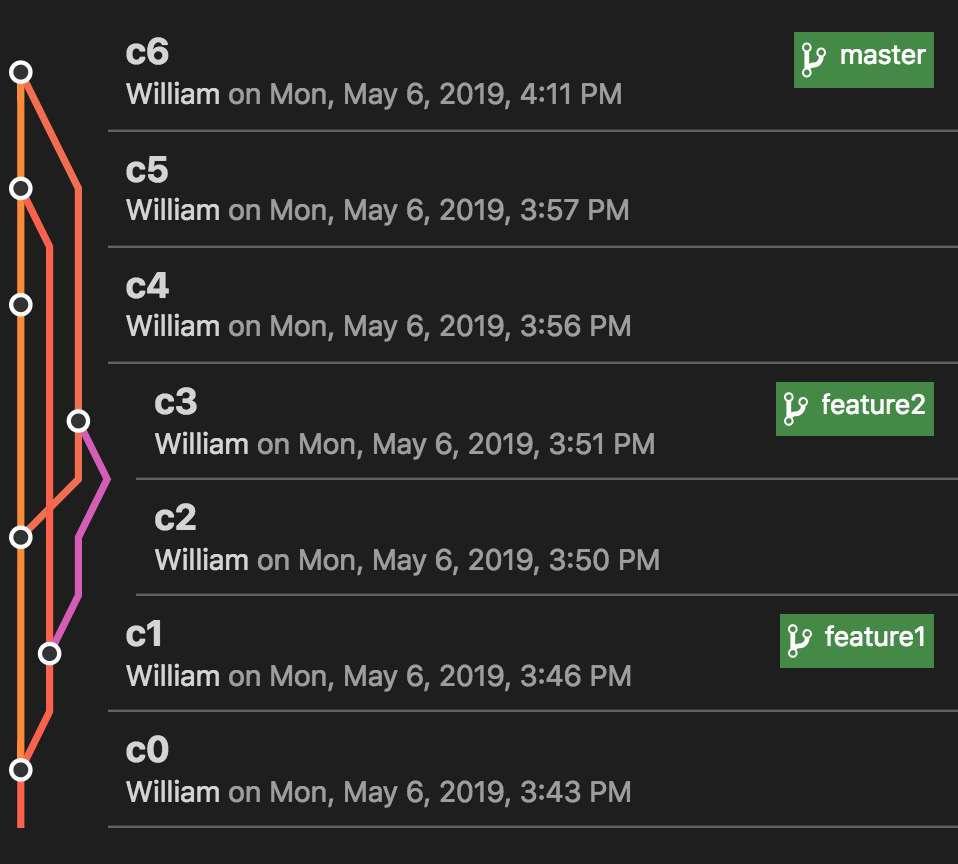 c6
master
William on Mon, May 6, 2019, 4:11 PM
c5
William on Mon, May 6, 2019, 3:57 PM
c4
William on Mon, May 6, 2019, 3:56 PM
c3
feature2
William on Mon, May 6, 2019, 3:51 PM
c2
William on Mon, May 6, 2019, 3:50 PM
c1
feature1
William on Mon, May 6, 2019, 3:46 PM
c0
William on Mon, May 6, 2019, 3:43 PM